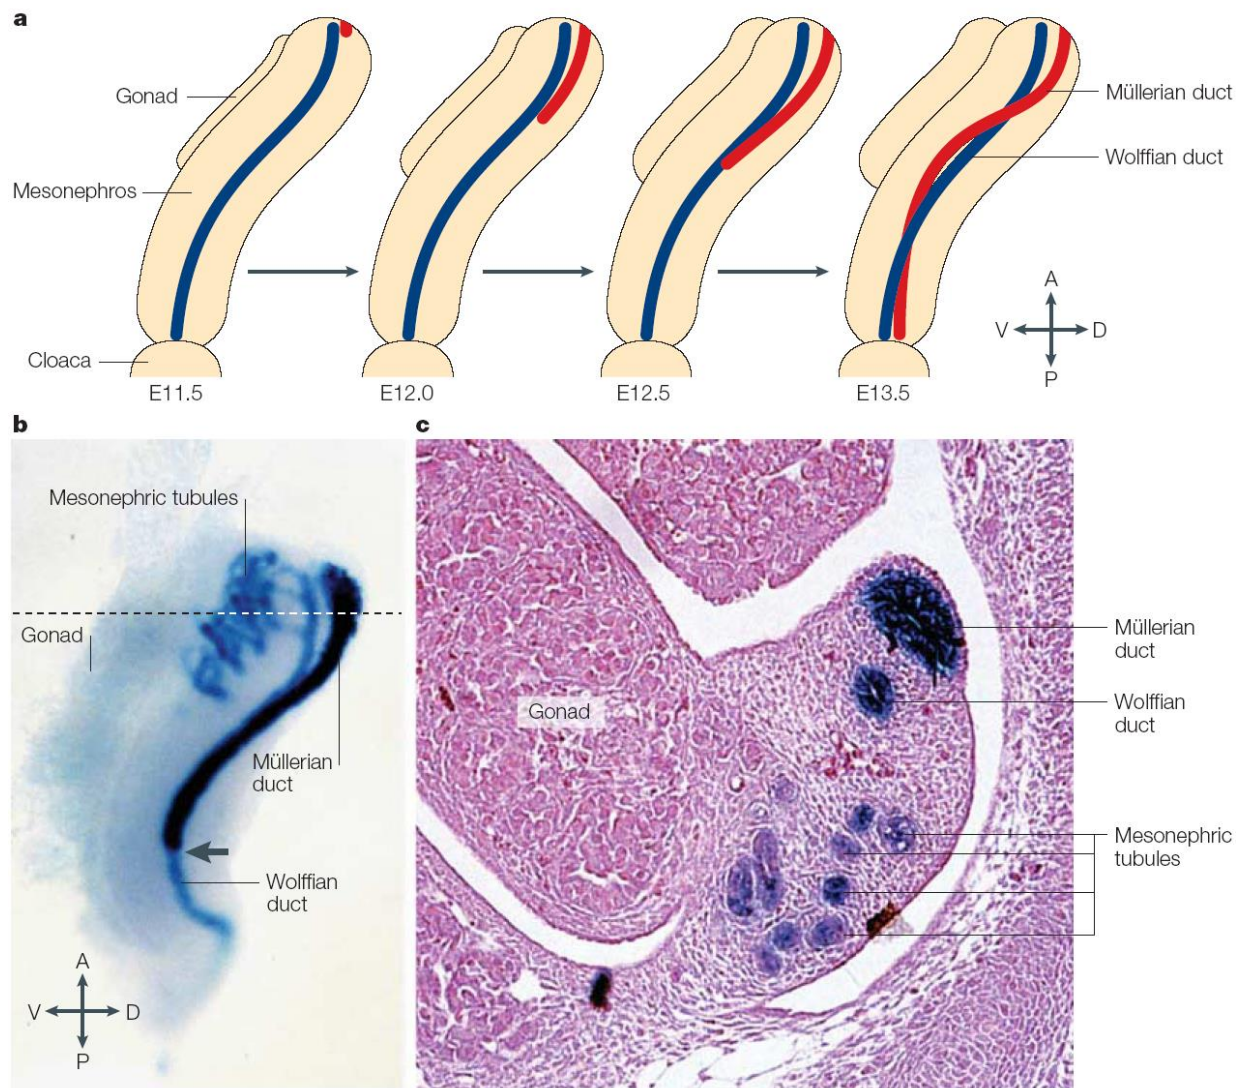 a
Gonad
Mesonephros
Cloaca
Müllerian duct
Wolffian duct
A
V
D
P
E11.5
E12.0
E12.5
E13.5
b
Mesonephric tubules
Gonad
Müllerian
duct
Wolffian
duct
A
V
D
P
c
Gonad
Müllerian
duct
Wolffian
duct
Mesonephric
tubules